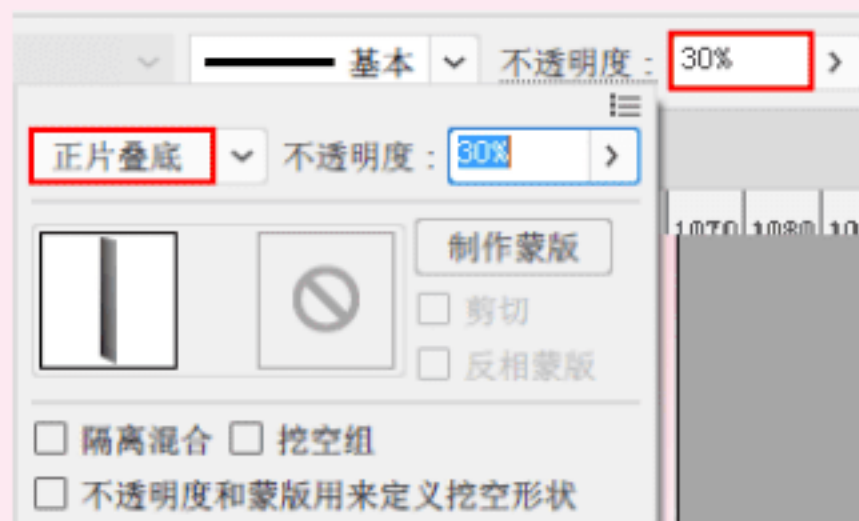 基本 不透明度： 30%
正片叠底 不透明度： 30%
1070 1080
制作蒙版
剪切
反相蒙版
隔离混合 挖空组
不透明度和蒙版用来定义挖空形状